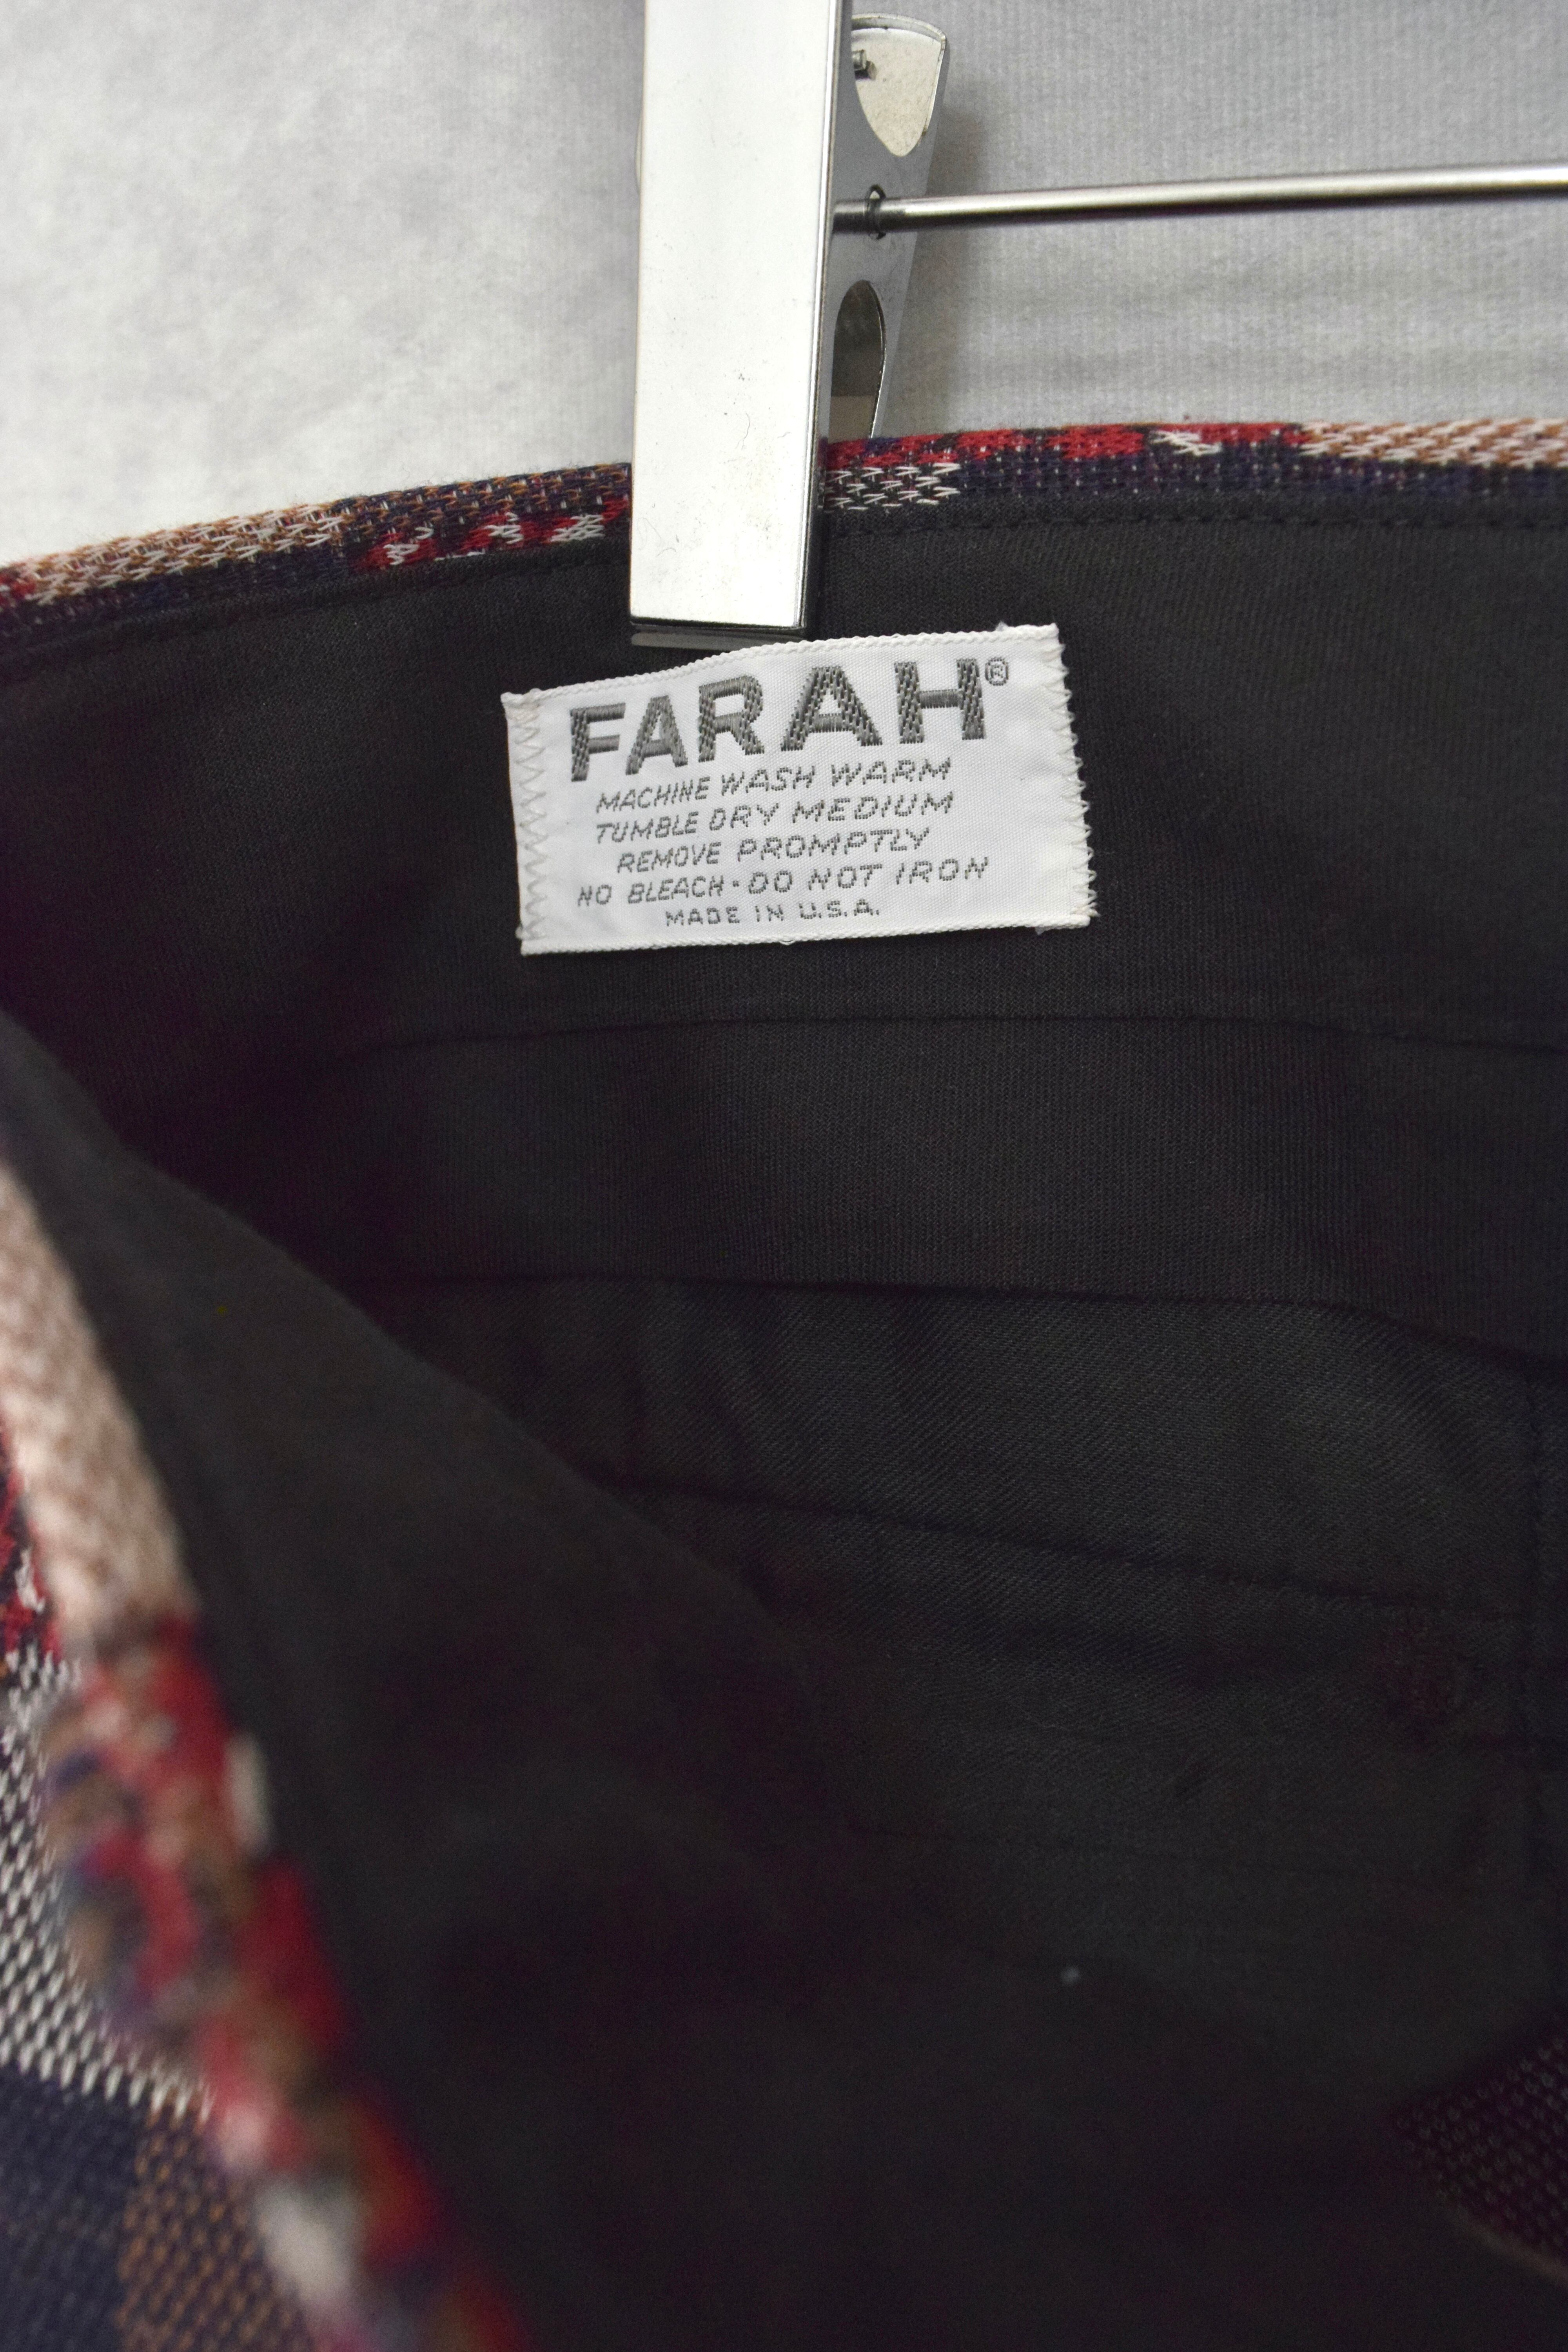 FARAH®
MACHINE WASH WARM
TUMBLE DRY MEDIUM
REMOVE PROMPTLY
NO BLEACH - DO NOT IRON
MADE IN U.S.A.